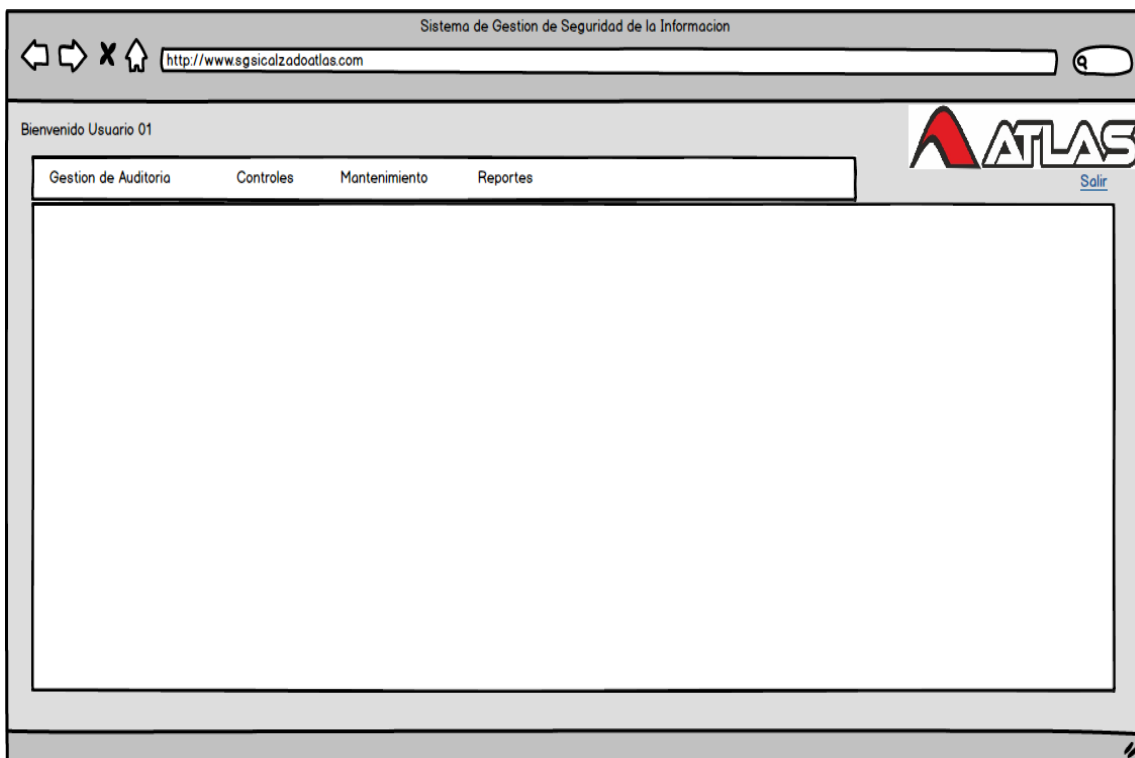 Sistema de Gestion de Seguridad de la Informacion
http://www.sgsicalzadoatlas.com
Bienvenido Usuario 01
ATLAS
Gestion de Auditoria Controles Mantenimiento Reportes
Salir